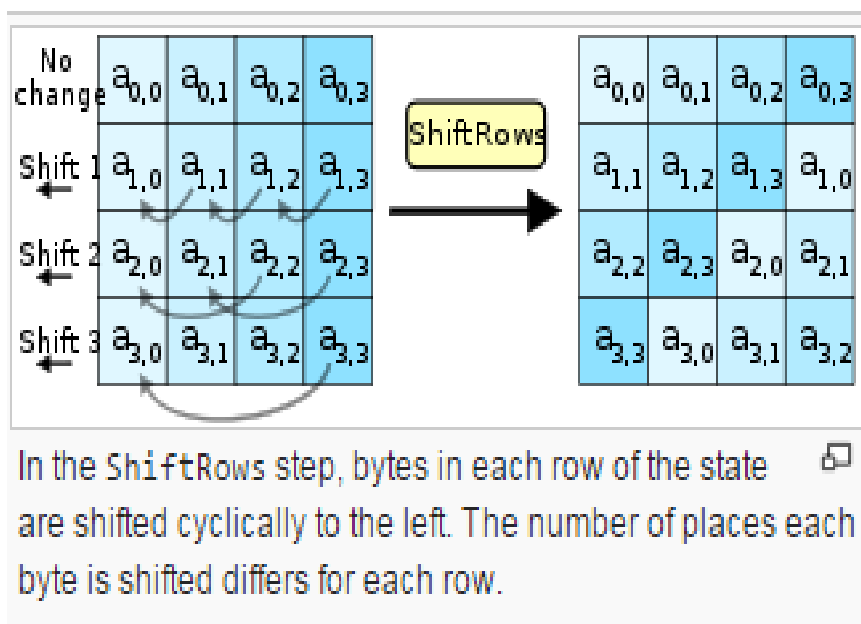 No
change a0,0 a0,1 a0,2 a0,3 a0,0 a0,1 a0,2 a0,3
ShiftRows
Shift 1 a1,0 a1,1 a1,2 a1,3 a1,1 a1,2 a1,3 a1,0
Shift 2 a2,0 a2,1 a2,2 a2,3 a2,2 a2,3 a2,0 a2,1
Shift 3 a3,0 a3,1 a3,2 a3,3 a3,3 a3,0 a3,1 a3,2
In the ShiftRows step, bytes in each row of the state
are shifted cyclically to the left. The number of places each
byte is shifted differs for each row.